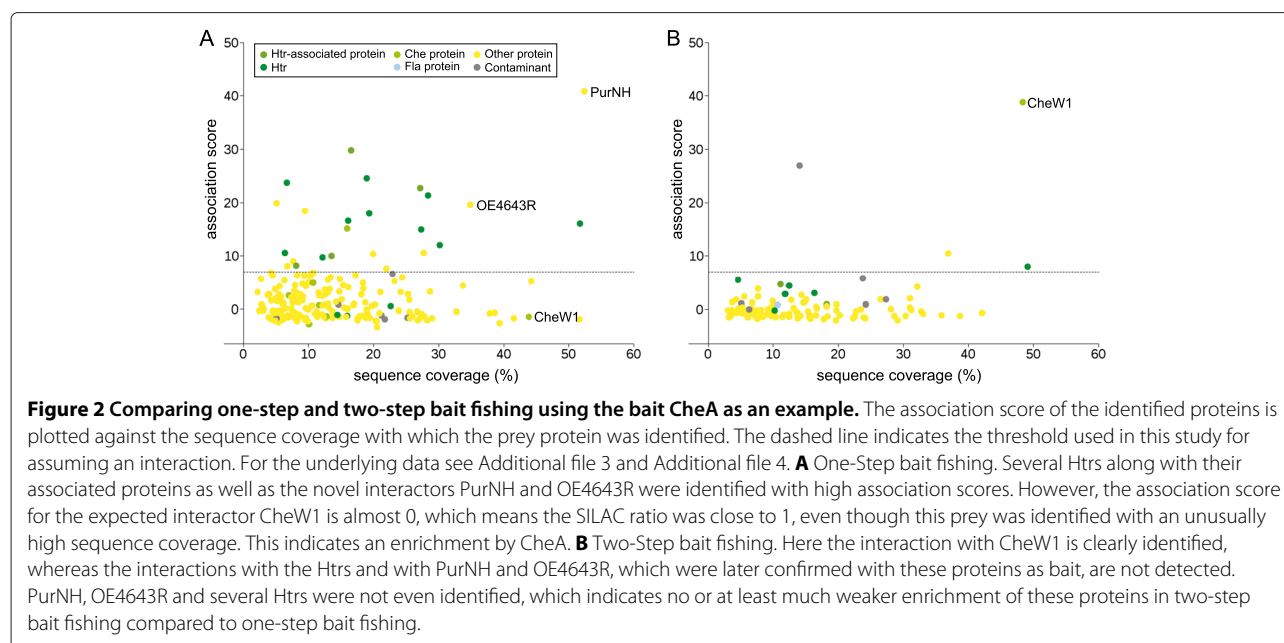 A
B
50
40
30
20
10
0
association score
Htr-associated protein Che protein Other protein
Htr Fla protein Contaminant
PurNH
OE4643R
CheW1
0 10 20 30 40 50 60
sequence coverage (%)
50
40
30
20
10
0
association score
CheW1
0 10 20 30 40 50 60
sequence coverage (%)
Figure 2 Comparing one-step and two-step bait fishing using the bait CheA as an example. The association score of the identified proteins is
plotted against the sequence coverage with which the prey protein was identified. The dashed line indicates the threshold used in this study for
assuming an interaction. For the underlying data see Additional file 3 and Additional file 4. A One-Step bait fishing. Several Htrs along with their
associated proteins as well as the novel interactors PurNH and OE4643R were identified with high association scores. However, the association score
for the expected interactor CheW1 is almost 0, which means the SILAC ratio was close to 1, even though this prey was identified with an unusually
high sequence coverage. This indicates an enrichment by CheA. B Two-Step bait fishing. Here the interaction with CheW1 is clearly identified,
whereas the interactions with the Htrs and with PurNH and OE4643R, which were later confirmed with these proteins as bait, are not detected.
PurNH, OE4643R and several Htrs were not even identified, which indicates no or at least much weaker enrichment of these proteins in two-step
bait fishing compared to one-step bait fishing.